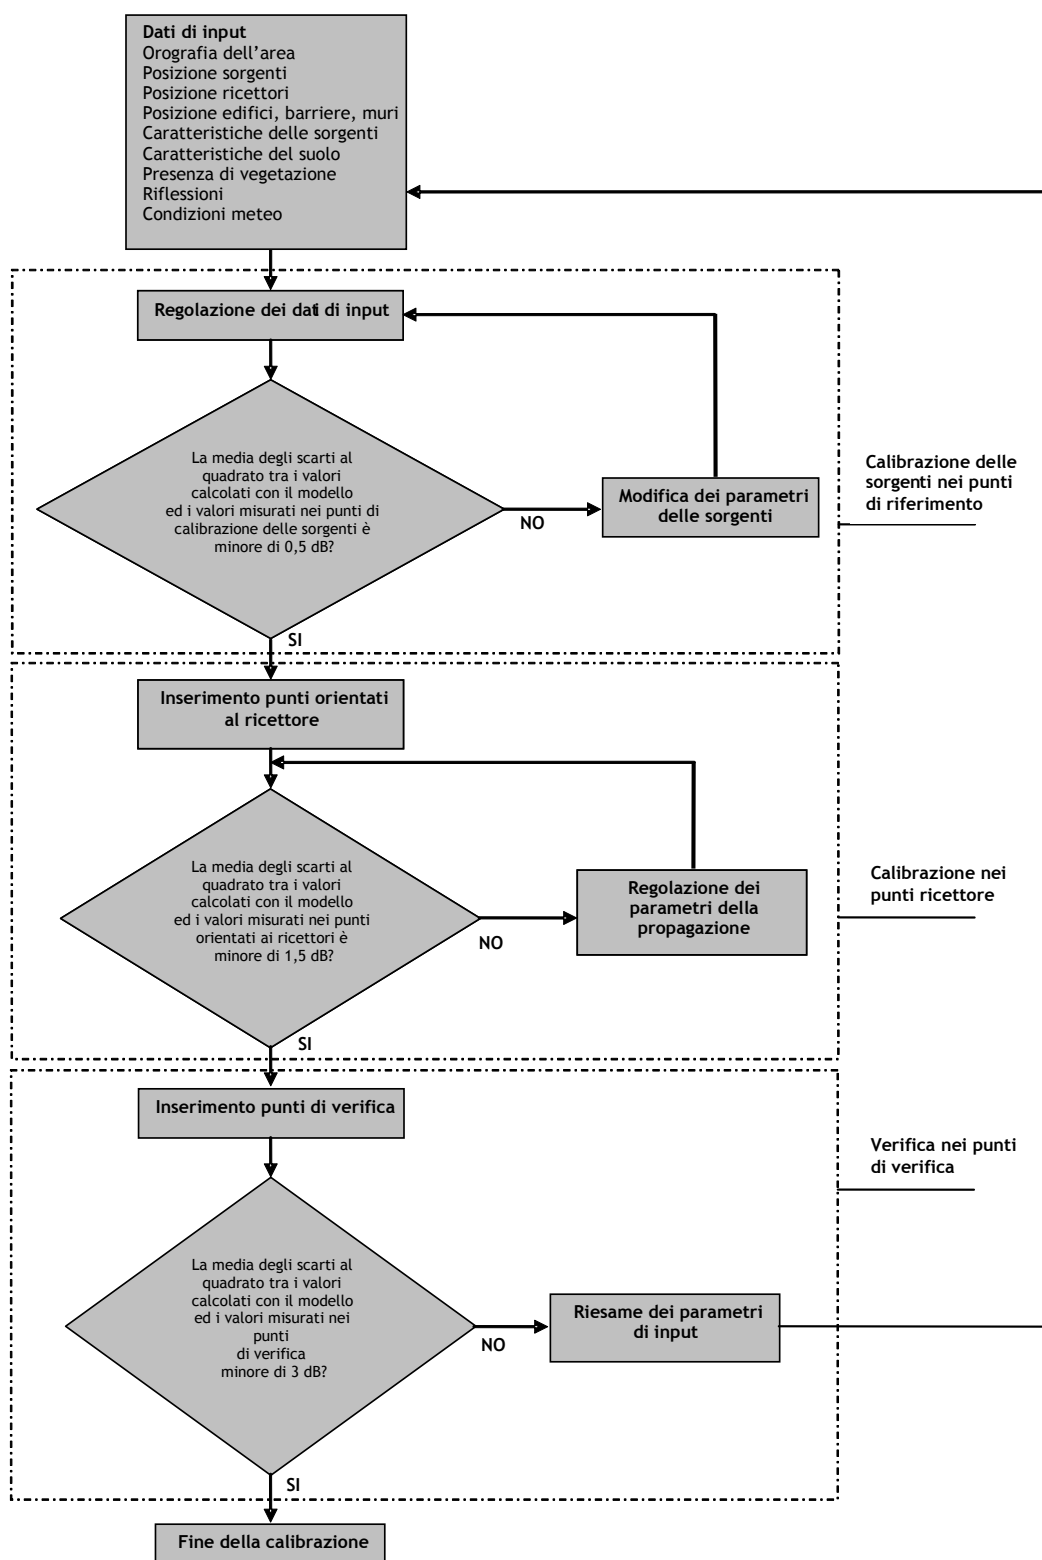 Dati di input
Orografia dell'area
Posizione sorgenti
Posizione ricettori
Posizione edifici, barriere, muri
Caratteristiche delle sorgenti
Caratteristiche del suolo
Presenza di vegetazione
Riflessioni
Condizioni meteo
Regolazione dei dati di input
La media degli scarti al
quadrato tra i valori
calcolati con il modello
ed i valori misurati nei punti di
calibrazione delle sorgenti è
minore di 0,5 dB?
NO
Modifica dei parametri
delle sorgenti
Calibrazione delle
sorgenti nei punti
di riferimento
SI
Inserimento punti orientati
al ricettore
La media degli scarti al
quadrato tra i valori
calcolati con il modello
ed i valori misurati nei punti
orientati ai ricettori è
minore di 1,5 dB?
NO
Regolazione dei
parametri della
propagazione
Calibrazione nei
punti ricettore
SI
Inserimento punti di verifica
Verifica nei punti
di verifica
La media degli scarti al
quadrato tra i valori
calcolati con il modello
ed i valori misurati nei
punti
di verifica
minore di 3 dB?
NO
Riesame dei parametri
di input
SI
Fine della calibrazione